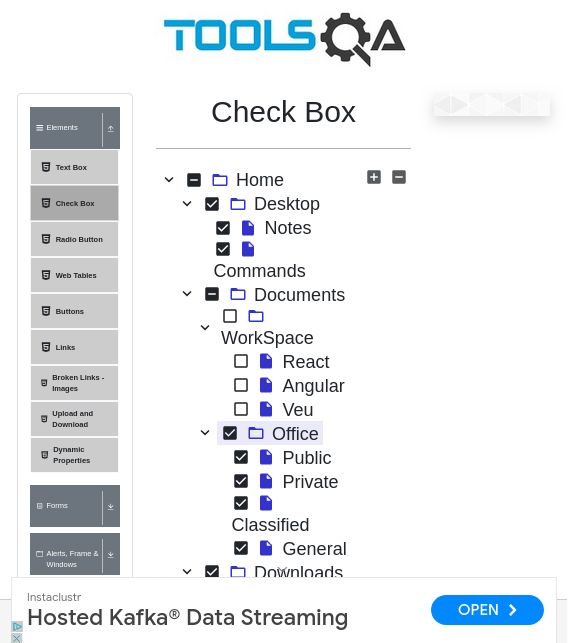 TOOLSQA
Check Box
Elements
Text Box
Check Box
Radio Button
Web Tables
Buttons
Links
Broken Links -
Images
Upload and
Download
Dynamic
Properties
Forms
Alerts, Frame &
Windows
Home
Desktop
Notes
Commands
Documents
WorkSpace
React
Angular
Veu
Office
Public
Private
Classified
General
Downloads
Instaclustr
Hosted Kafka® Data Streaming
OPEN